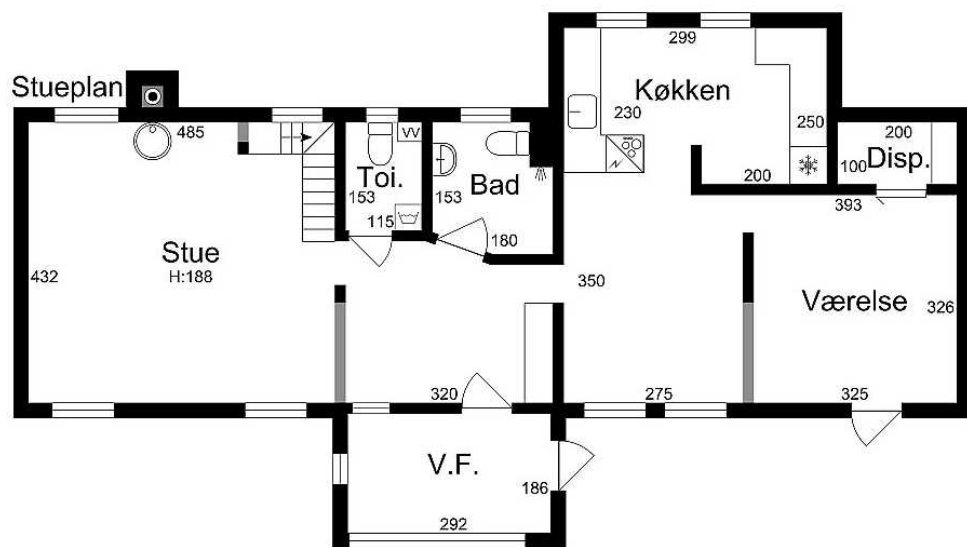 299
Stueplan
Køkken
485
230
250
VV
200
Toi.
100
Disp.
153
153
Bad
200
115
393
180
Stue
H:188
432
350
Værelse
326
320
275
325
V.F.
186
292